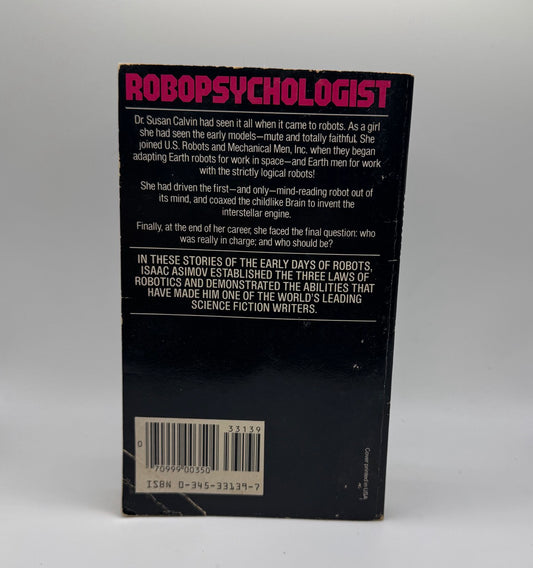 ROBOPSYCHOLOGIST
Dr. Susan Calvin had seen it all when it came to robots. As a girl
she had seen the early models—mute and totally faithful. She
joined U.S. Robots and Mechanical Men, Inc. when they began
adapting Earth robots for work in space—and Earth men for work
with the strictly logical robots!
She had driven the first—and only—mind-reading robot out of
its mind, and coaxed the childlike Brain to invent the
interstellar engine.
Finally, at the end of her career, she faced the final question: who
was really in charge; and who should be?
IN THESE STORIES OF THE EARLY DAYS OF ROBOTS,
ISAAC ASIMOV ESTABLISHED THE THREE LAWS OF
ROBOTICS AND DEMONSTRATED THE ABILITIES THAT
HAVE MADE HIM ONE OF THE WORLD'S LEADING
SCIENCE FICTION WRITERS.
33139
0
70999 00350
ISBN 0-345-33139-7
Cover printed in USA